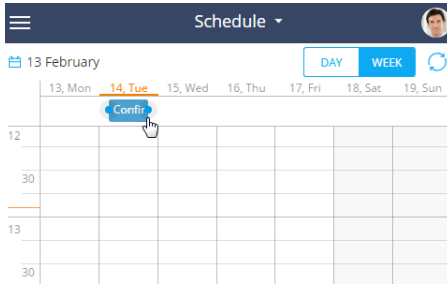 Schedule
13 February
DAY WEEK
13, Mon 14, Tue 15, Wed 16, Thu 17, Fri 18, Sat 19, Sun
Confir
12
30
13
30